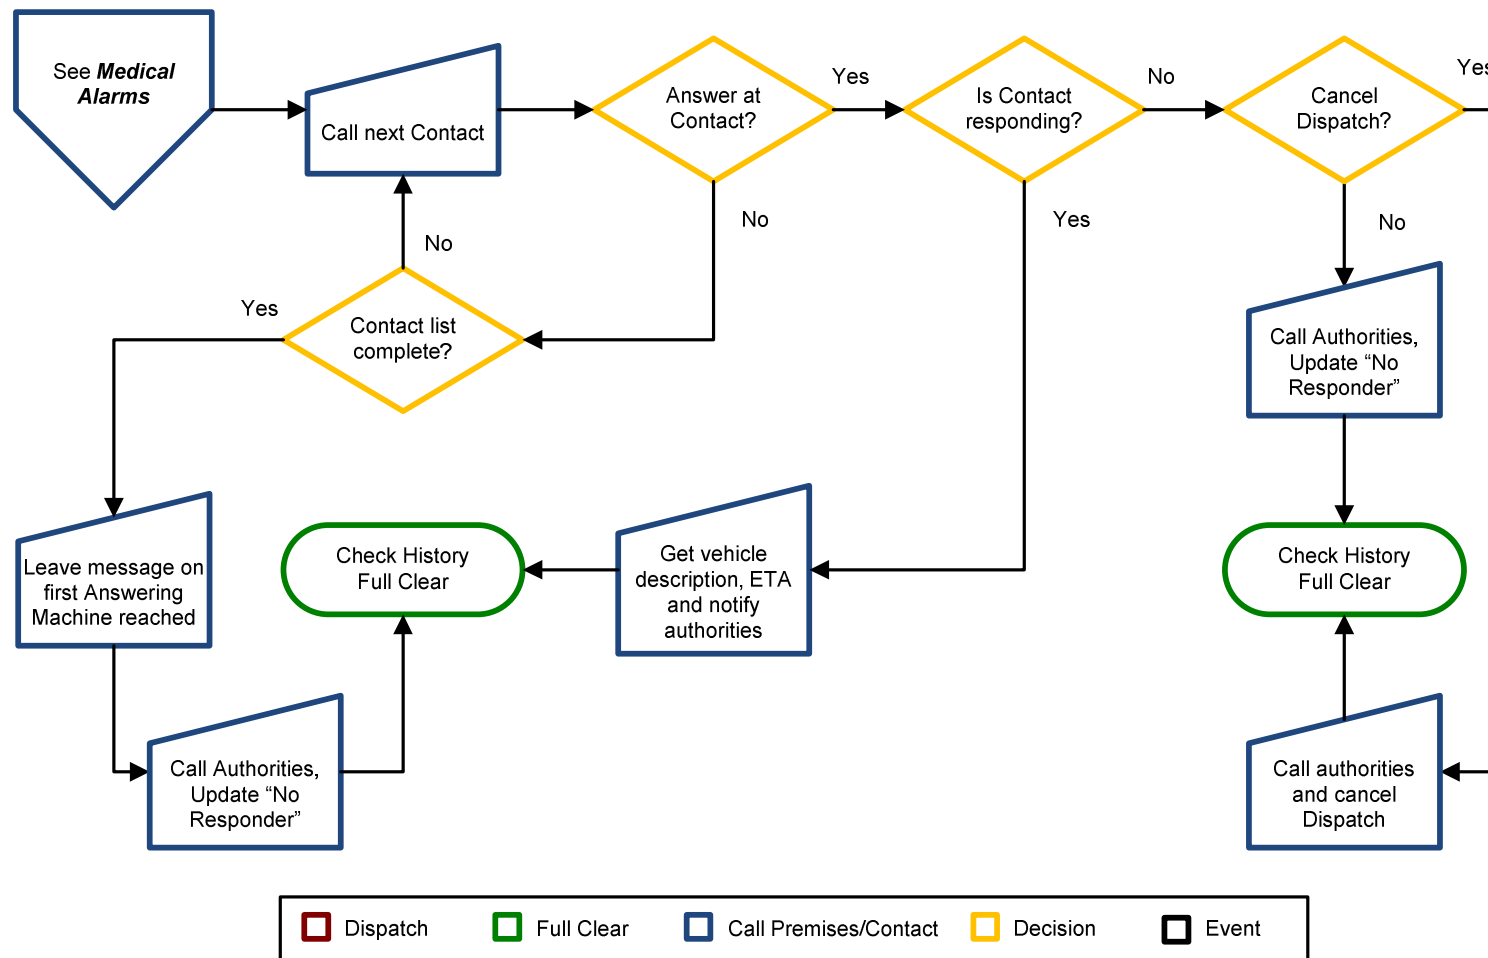 See Medical
Alarms
Call next Contact
Answer at
Contact?
Yes
Is Contact
responding?
No
Cancel
Dispatch?
Yes
No
Yes
No
No
Yes
Contact list
complete?
Call Authorities,
Update “No
Responder”
Leave message on
first Answering
Machine reached
Check History
Full Clear
Get vehicle
description, ETA
and notify
authorities
Check History
Full Clear
Call Authorities,
Update “No
Responder”
Call authorities
and cancel
Dispatch
Dispatch
Full Clear
Call Premises/Contact
Decision
Event